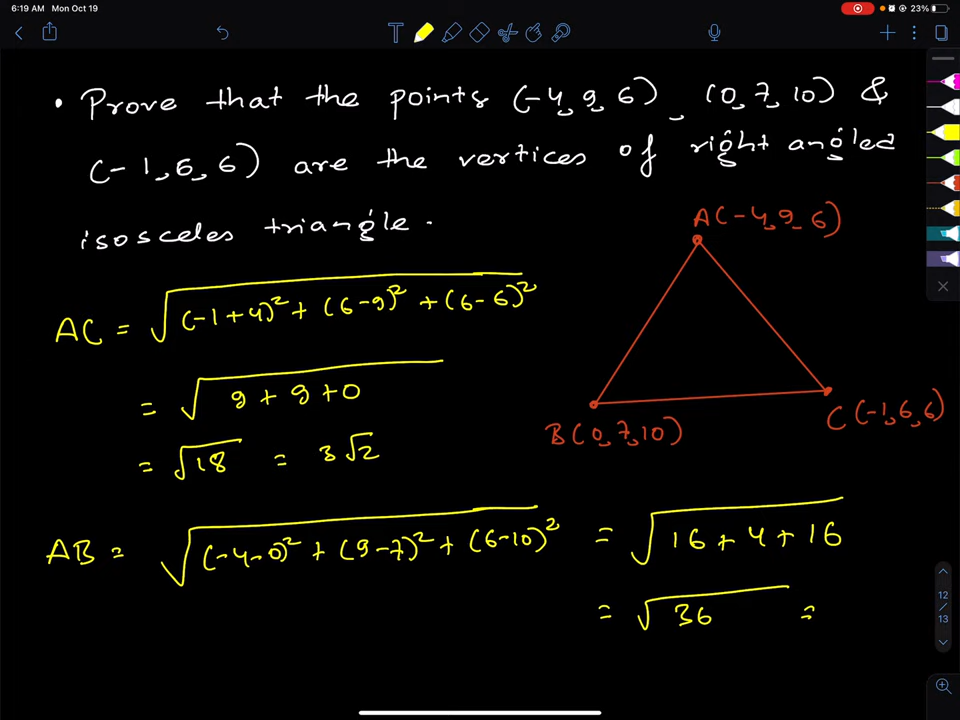 6:19 AM Mon Oct 19
23%
• Prove that the points (-4, 9, 6), (0, 7, 10) &
(-1, 6, 6) are the vertices of right angled
isosceles triangle.
A(-4, 9, 6)
AC = √((-1+4)² + (6-9)² + (6-6)²)
= √(9 + 9 + 0)
B(0, 7, 10)
C(-1, 6, 6)
= √18 = 3√2
AB = √((-4-0)² + (9-7)² + (6-10)²) = √(16 + 4 + 16)
= √36 =
12
/
13